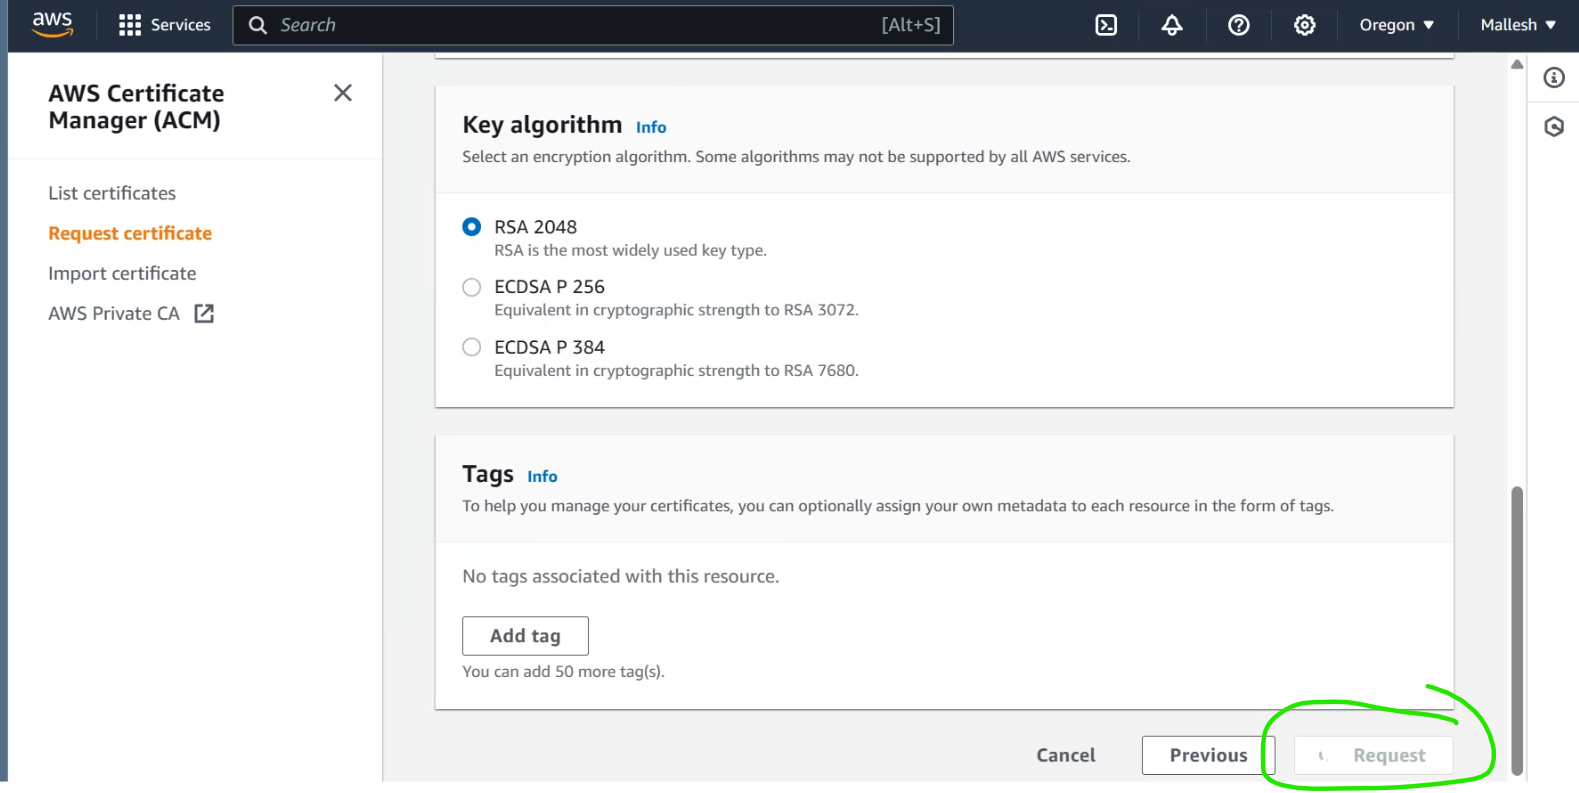 aws
Services
Search
[Alt+S]
Oregon
Mallesh
AWS Certificate
Manager (ACM)
List certificates
Request certificate
Import certificate
AWS Private CA
Key algorithm Info
Select an encryption algorithm. Some algorithms may not be supported by all AWS services.
RSA 2048
RSA is the most widely used key type.
ECDSA P 256
Equivalent in cryptographic strength to RSA 3072.
ECDSA P 384
Equivalent in cryptographic strength to RSA 7680.
Tags Info
To help you manage your certificates, you can optionally assign your own metadata to each resource in the form of tags.
No tags associated with this resource.
Add tag
You can add 50 more tag(s).
Cancel
Previous
Request